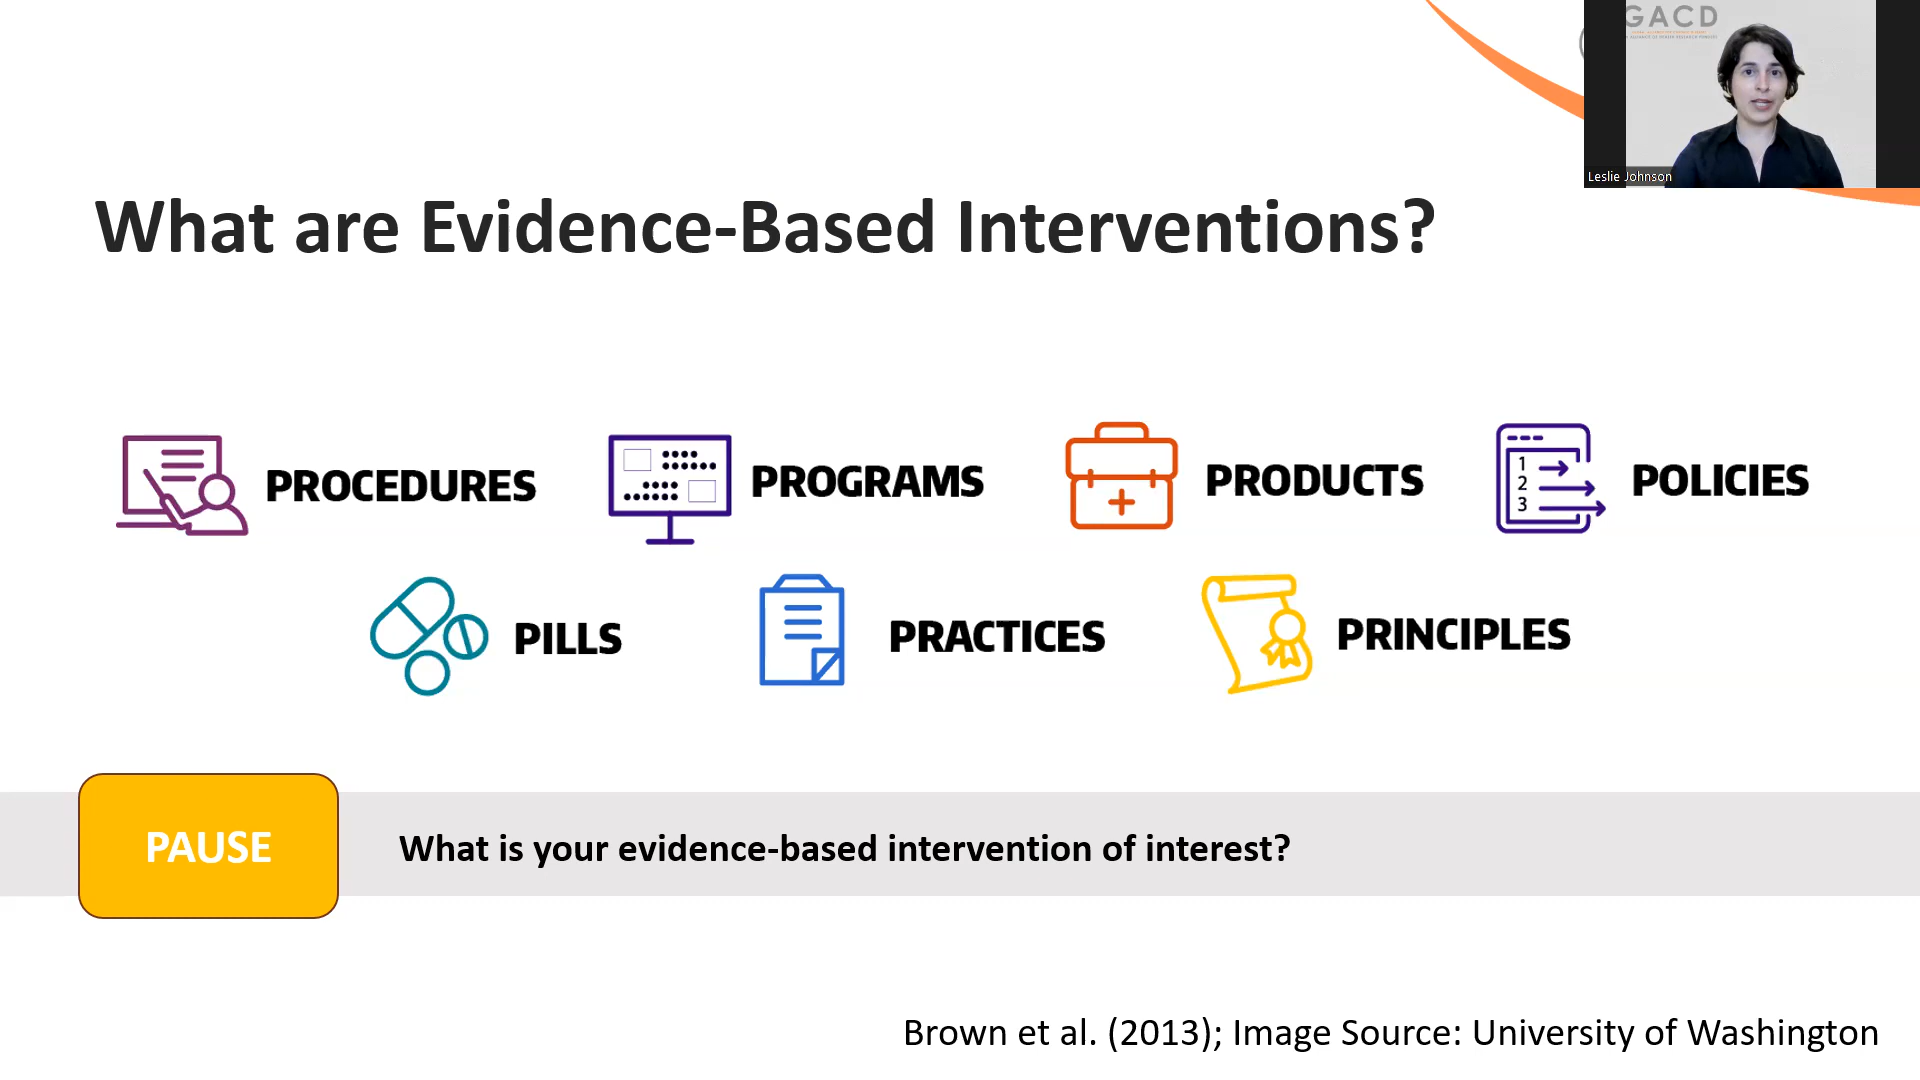 GACD
Leslie Johnson
What are Evidence-Based Interventions?
PROCEDURES
PROGRAMS
PRODUCTS
1
2
3
POLICIES
PILLS
PRACTICES
PRINCIPLES
PAUSE
What is your evidence-based intervention of interest?
Brown et al. (2013); Image Source: University of Washington